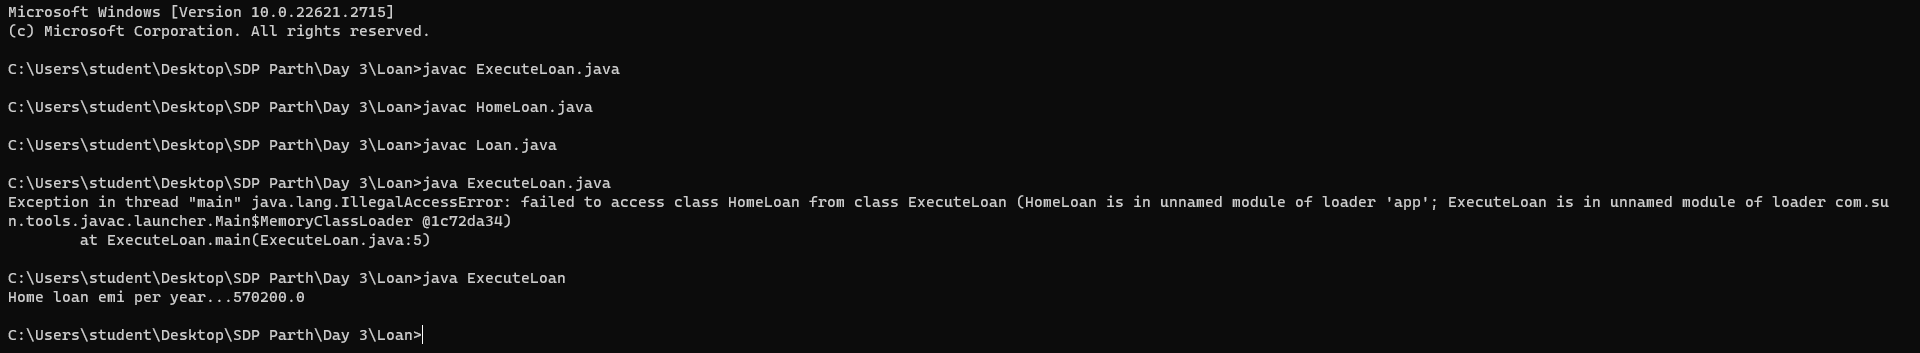 Microsoft Windows [Version 10.0.22621.2715]
(c) Microsoft Corporation. All rights reserved.
C:\Users\student\Desktop\SDP Parth\Day 3\Loan>javac ExecuteLoan.java
C:\Users\student\Desktop\SDP Parth\Day 3\Loan>javac HomeLoan.java
C:\Users\student\Desktop\SDP Parth\Day 3\Loan>javac Loan.java
C:\Users\student\Desktop\SDP Parth\Day 3\Loan>java ExecuteLoan.java
Exception in thread "main" java.lang.IllegalAccessError: failed to access class HomeLoan from class ExecuteLoan (HomeLoan is in unnamed module of loader 'app'; ExecuteLoan is in unnamed module of loader com.su
n.tools.javac.launcher.Main$MemoryClassLoader @1c72da34)
        at ExecuteLoan.main(ExecuteLoan.java:5)
C:\Users\student\Desktop\SDP Parth\Day 3\Loan>java ExecuteLoan
Home loan emi per year...570200.0
C:\Users\student\Desktop\SDP Parth\Day 3\Loan>